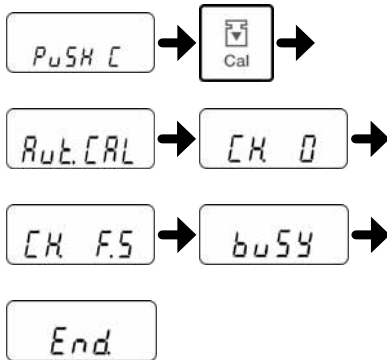 PuSH C
Cal
Aut.CAL
CH. 0
CH. F.S
buSY
End.